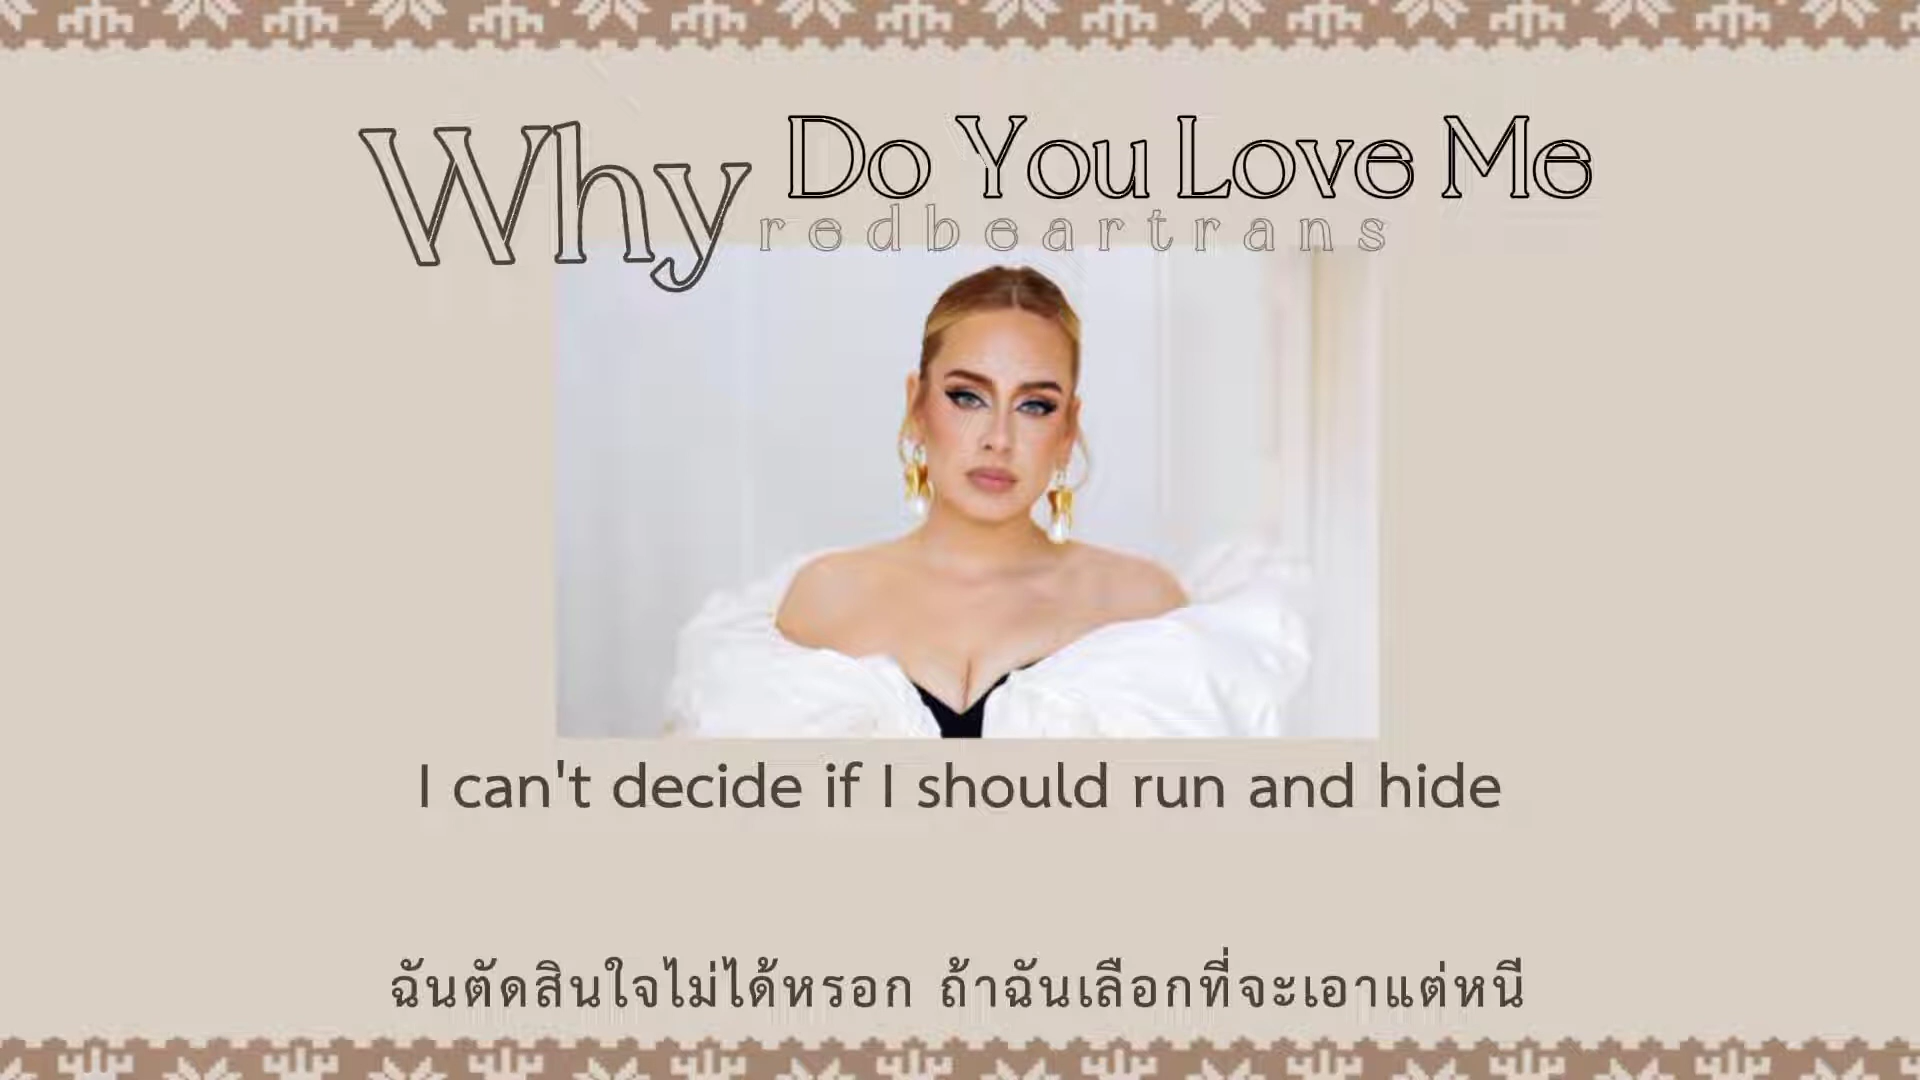 Why Do You Love Me
redbeartrans
I can't decide if I should run and hide
ฉันตัดสินใจไม่ได้หรอก ถ้าฉันเลือกที่จะเอาแต่หนี